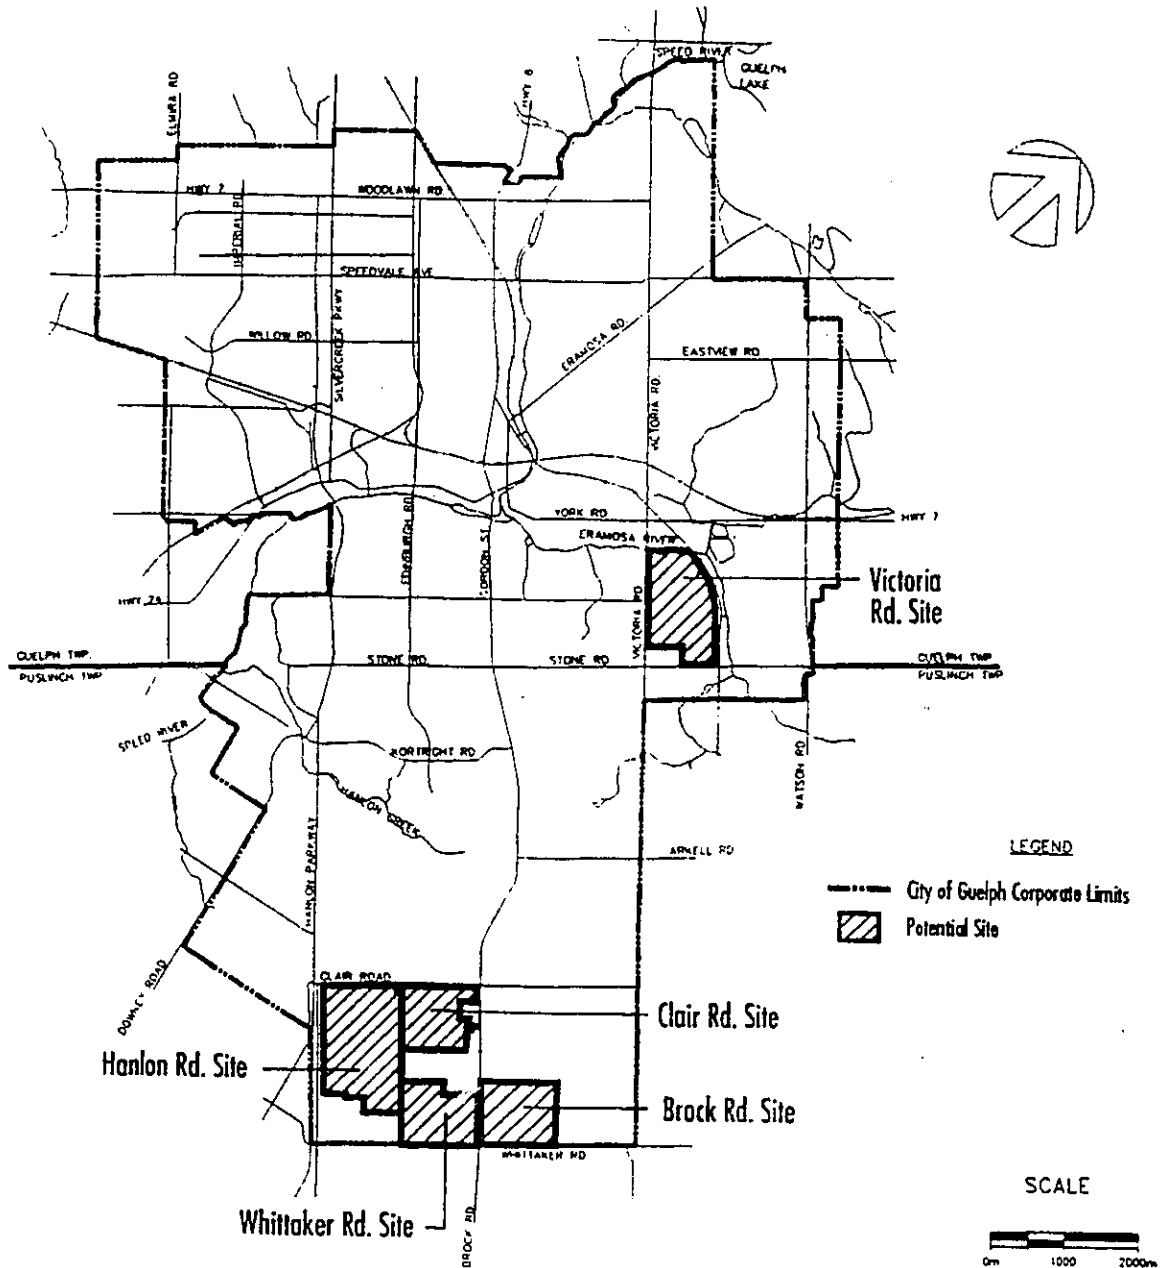 SPEED RIVER
GUELPH
LAKE
ELMIRA RD
HWY 6
HWY 7
WOODLAWN RD.
IMPERIAL RD.
SPEEDVALE AVE
SILVERCREEK PKWY
WILLOW RD.
ERAMOSA RD.
EASTVIEW RD
VICTORIA RD.
YORK RD
HWY 7
ERAMOSA RIVER
EDINBURGH RD.
GORDON ST.
Victoria
Rd. Site
HWY 24
VICTORIA RD
GUELPH TWP.
PUSLINCH TWP
STONE RD.
STONE RD
GUELPH TWP
PUSLINCH TWP
SPEED RIVER
KORTRIGHT RD
WATSON RD
HANLON CREEK
HANLON PARKWAY
ARKELL RD
LEGEND
City of Guelph Corporate Limits
Potential Site
DOWNEY ROAD
CLAIR ROAD
Clair Rd. Site
Hanlon Rd. Site
Brock Rd. Site
WHITTAKER RD
Whittaker Rd. Site
BROCK RD
SCALE
0m 1000 2000m